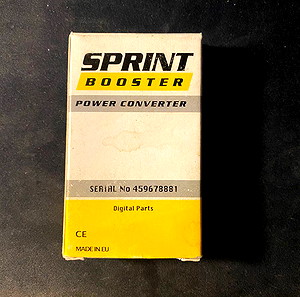 SPRINT
BOOSTER
POWER CONVERTER
SERIAL No 459678881
Digital Parts
CE
MADE IN EU